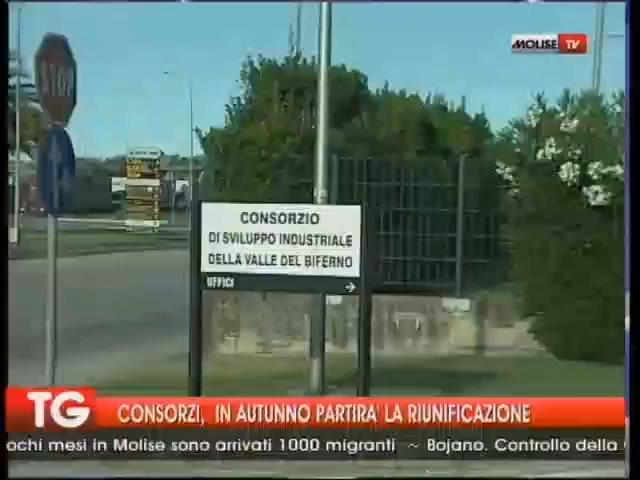 MOLISE TV
STOP
CONSORZIO
DI SVILUPPO INDUSTRIALE
DELLA VALLE DEL BIFERNO
UFFICI
TG CONSORZI, IN AUTUNNO PARTIRA' LA RIUNIFICAZIONE
ochi mesi in Molise sono arrivati 1000 migranti ~ Bojano. Controllo della